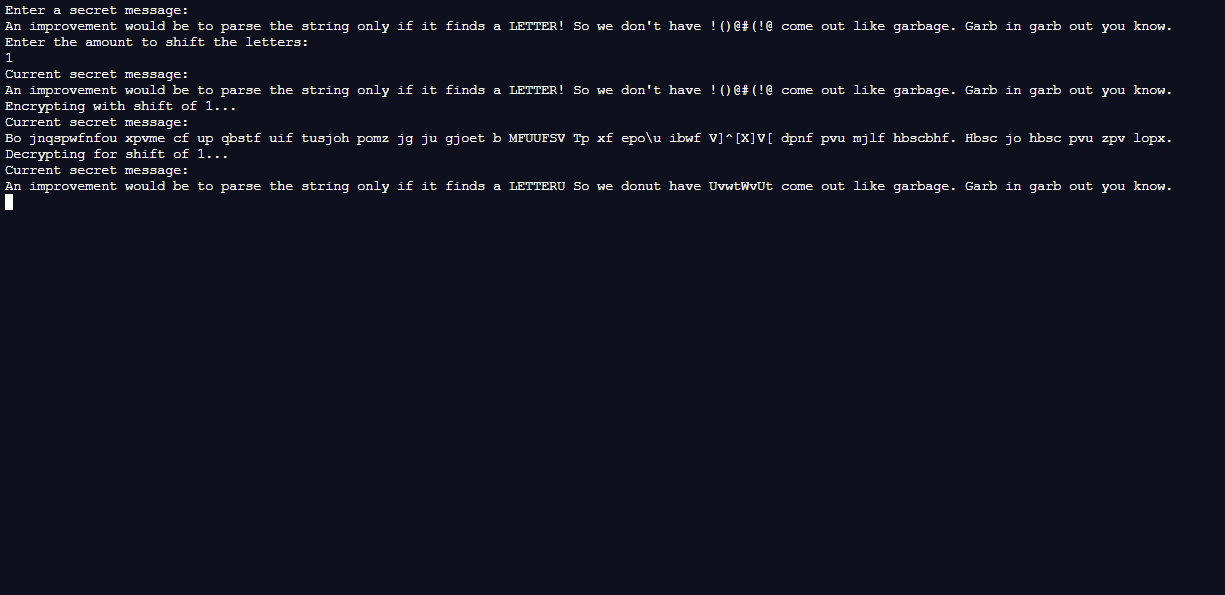 Enter a secret message:
An improvement would be to parse the string only if it finds a LETTER! So we don't have !()@#(!@ come out like garbage. Garb in garb out you know.
Enter the amount to shift the letters:
1
Current secret message:
An improvement would be to parse the string only if it finds a LETTER! So we don't have !()@#(!@ come out like garbage. Garb in garb out you know.
Encrypting with shift of 1...
Current secret message:
Bo jnqspwfnfou xpvme cf up qbstf uif tusjoh pomz jg ju gjoet b MFUUFSV Tp xf epo\u ibwf V]^[X]V[ dpnf pvu mjlf hbscbhf. Hbsc jo hbsc pvu zpv lopx.
Decrypting for shift of 1...
Current secret message:
An improvement would be to parse the string only if it finds a LETTERU So we donut have UvwtWvUt come out like garbage. Garb in garb out you know.